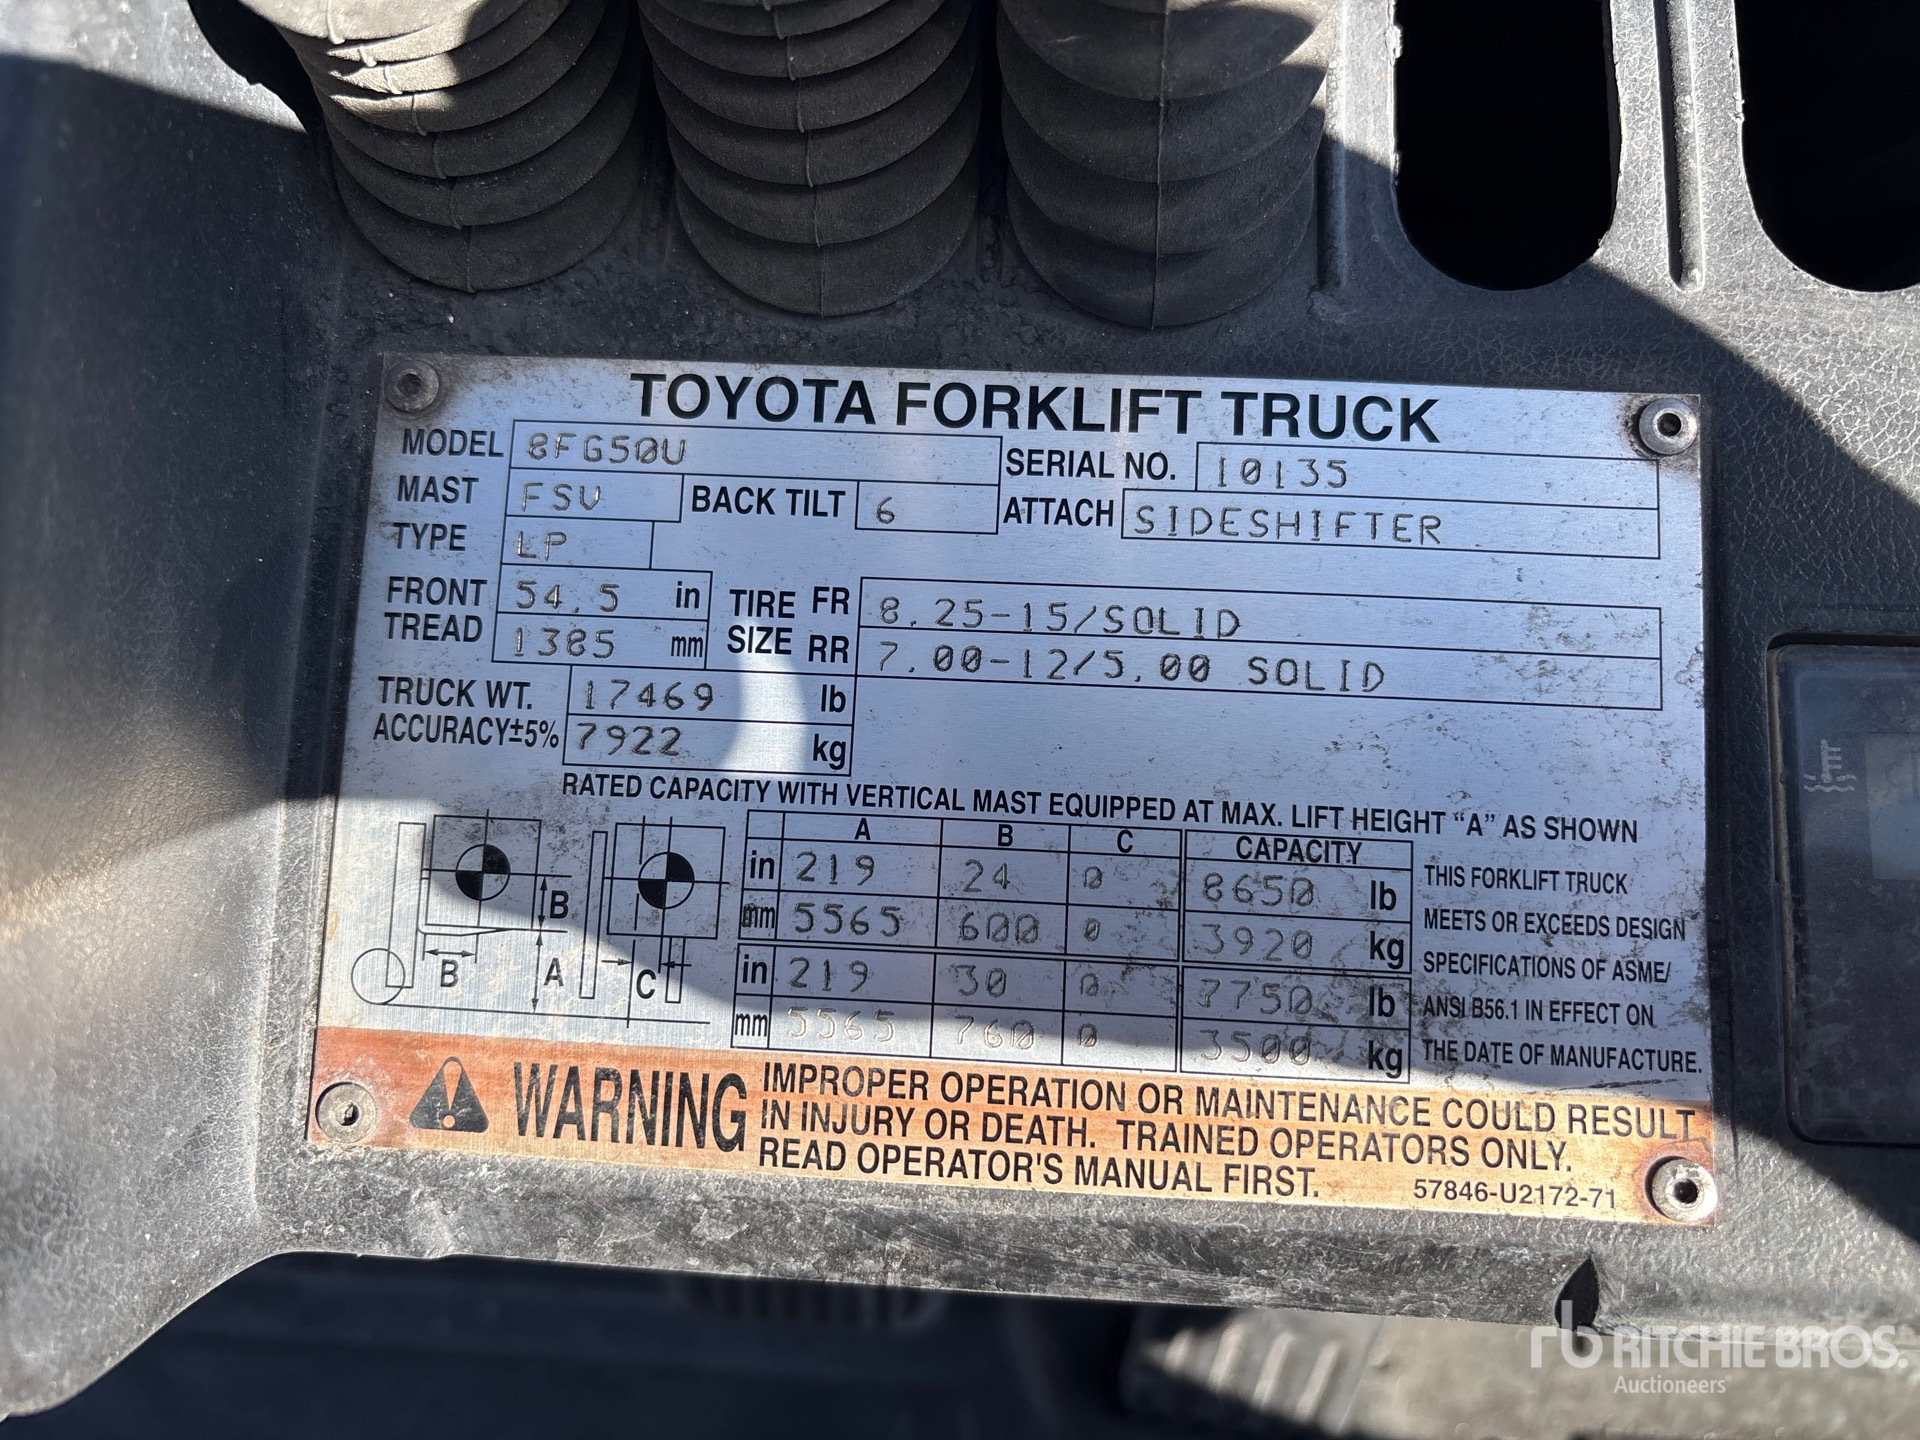 TOYOTA FORKLIFT TRUCK
MODEL 8FG50U SERIAL NO. 10135
MAST FSV BACK TILT 6 ATTACH SIDESHIFTER
TYPE LP
FRONT TREAD 54.5 in TIRE SIZE FR 8.25-15/SOLID
1385 mm RR 7.00-12/5.00 SOLID
TRUCK WT. 17469 lb
ACCURACY±5% 7922 kg
RATED CAPACITY WITH VERTICAL MAST EQUIPPED AT MAX. LIFT HEIGHT “A” AS SHOWN
A B C CAPACITY
in 219 24 0 8650 lb
mm 5565 600 0 3920 kg
in 219 30 0 7750 lb
mm 5565 760 0 3500 kg
B
B A C
THIS FORKLIFT TRUCK
MEETS OR EXCEEDS DESIGN
SPECIFICATIONS OF ASME/
ANSI B56.1 IN EFFECT ON
THE DATE OF MANUFACTURE.
WARNING
IMPROPER OPERATION OR MAINTENANCE COULD RESULT
IN INJURY OR DEATH. TRAINED OPERATORS ONLY.
READ OPERATOR'S MANUAL FIRST.
57846-U2172-71
rb RITCHIE BROS.
Auctioneers